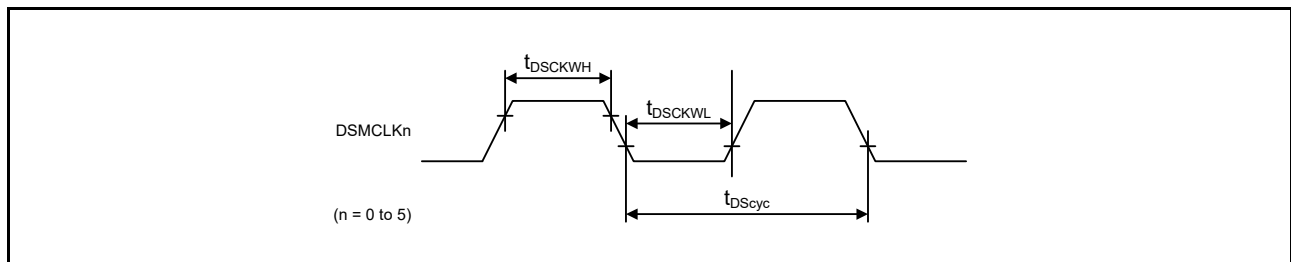 tDSCKWH
tDSCKWL
DSMCLKn
tDScyc
(n = 0 to 5)